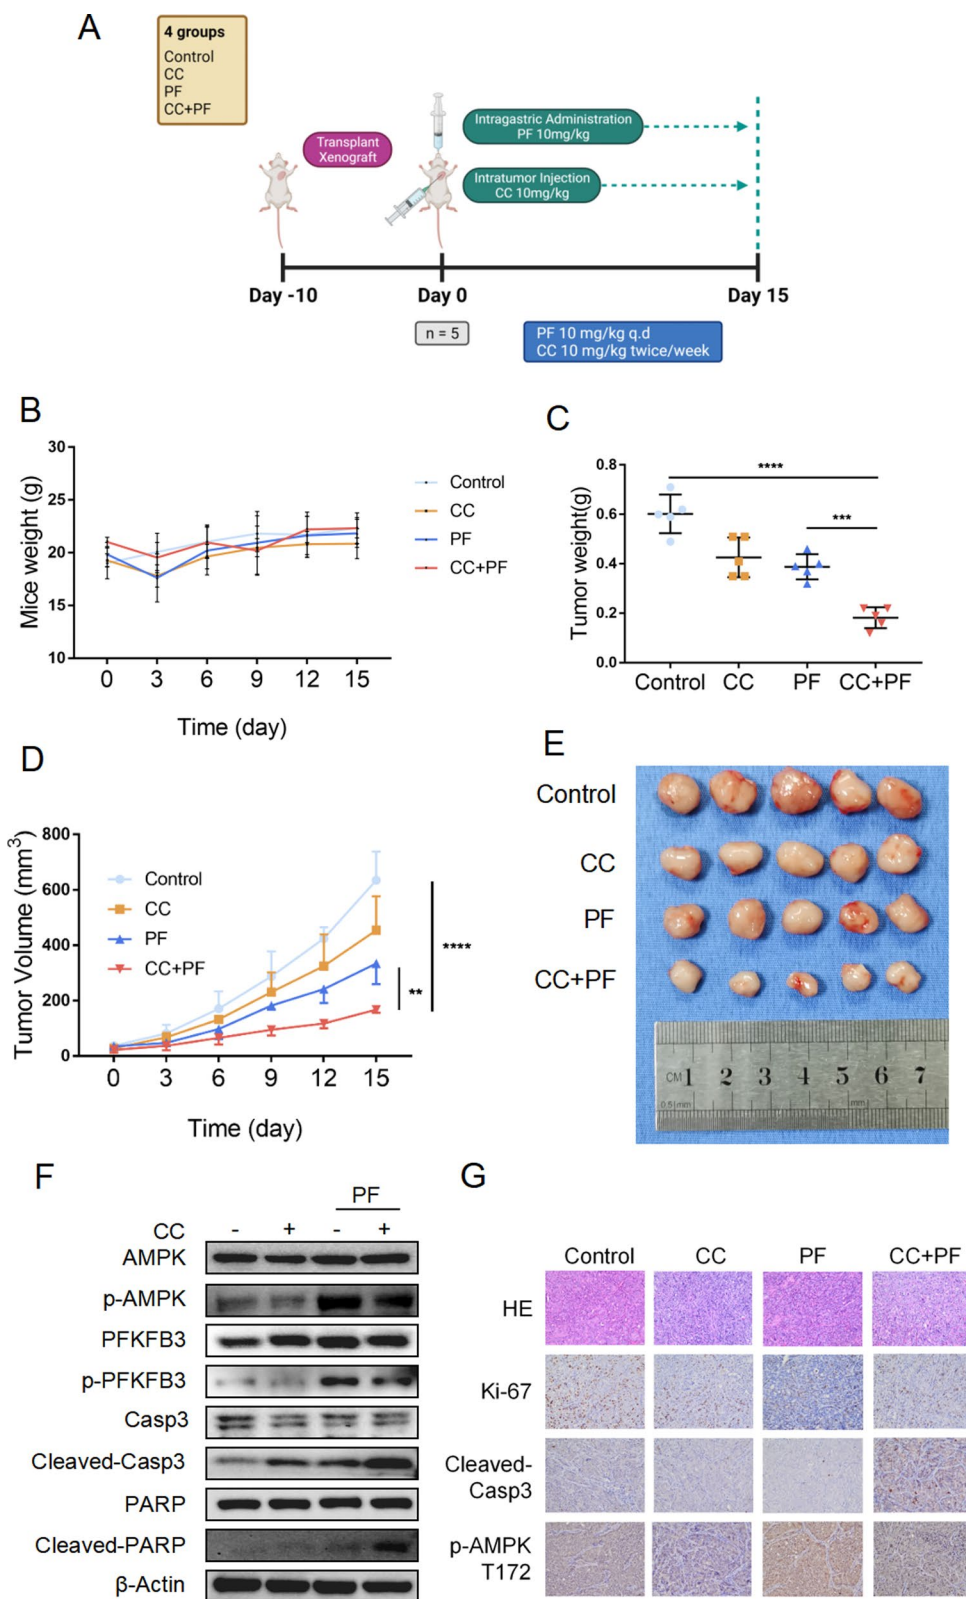 A
4 groups
Control
CC
PF
CC+PF
Transplant
Xenograft
Intragastric Administration
PF 10mg/kg
Intratumor Injection
CC 10mg/kg
Day -10
Day 0
Day 15
n = 5
PF 10 mg/kg q.d
CC 10 mg/kg twice/week
B
Mice weight (g)
30
25
20
15
10
0 3 6 9 12 15
Time (day)
Control
CC
PF
CC+PF
C
Tumor weight(g)
0.8
0.6
0.4
0.2
0.0
****
***
Control CC PF CC+PF
D
Tumor Volume (mm³)
800
600
400
200
0
Control
CC
PF
CC+PF
****
**
0 3 6 9 12 15
Time (day)
E
Control
CC
PF
CC+PF
CM 1 2 3 4 5 6 7
0.51mm
mm
F
PF
CC - + - +
AMPK
p-AMPK
PFKFB3
p-PFKFB3
Casp3
Cleaved-Casp3
PARP
Cleaved-PARP
β-Actin
G
Control CC PF CC+PF
HE
Ki-67
Cleaved-
Casp3
p-AMPK
T172